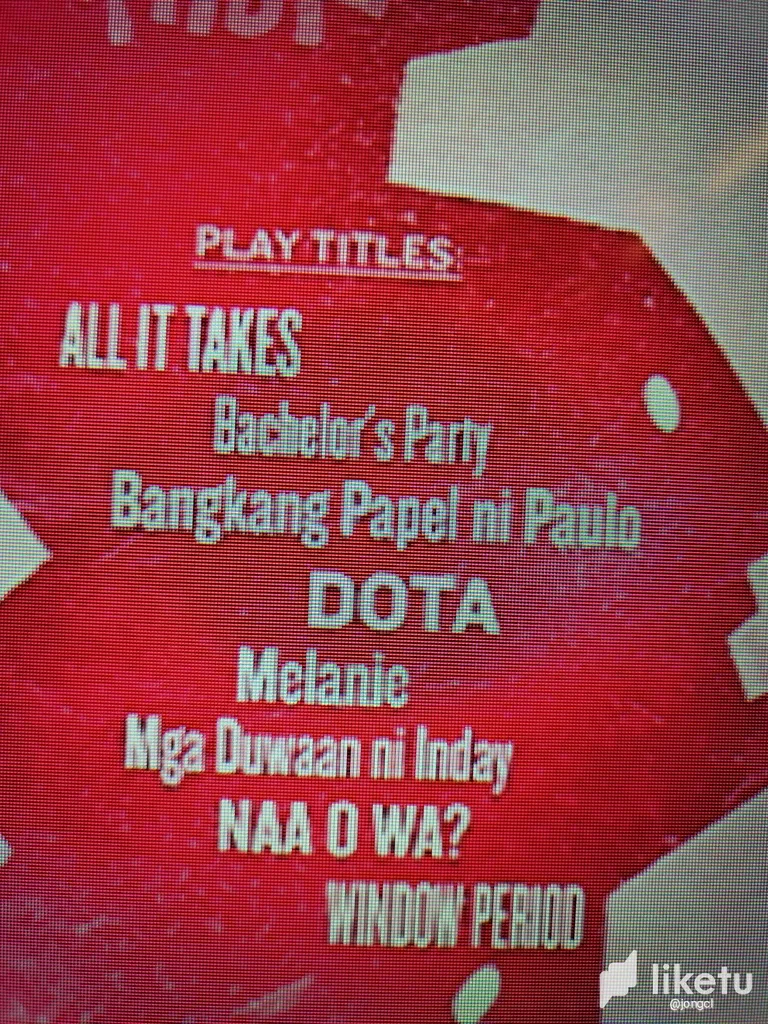 PLAY TITLES:
ALL IT TAKES
Bachelor's Party
Bangkang Papel ni Paulo
DOTA
Melanie
Mga Duwaan ni Inday
NAA O WA?
WINDOW PERIOD
liketu
@jongcl